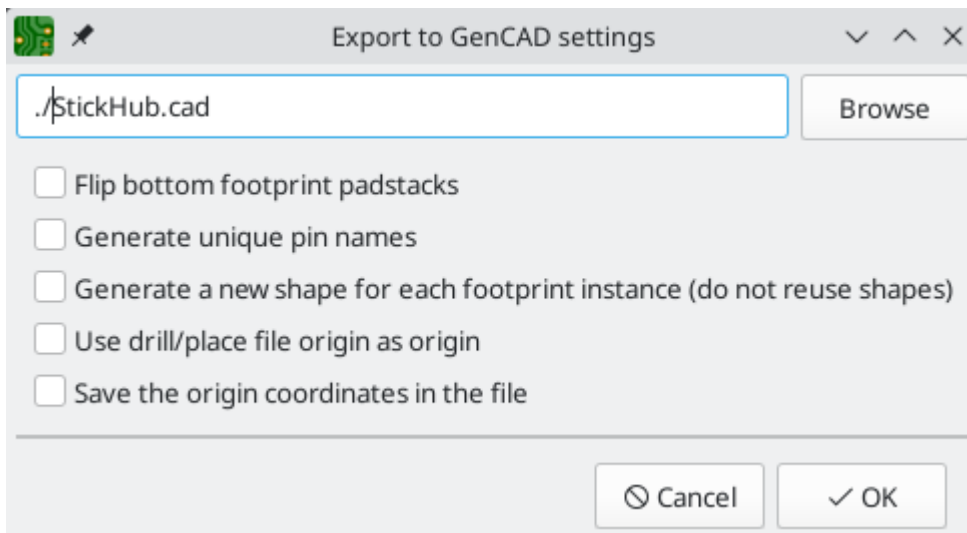 Export to GenCAD settings
./StickHub.cad
Browse
Flip bottom footprint padstacks
Generate unique pin names
Generate a new shape for each footprint instance (do not reuse shapes)
Use drill/place file origin as origin
Save the origin coordinates in the file
Cancel
OK